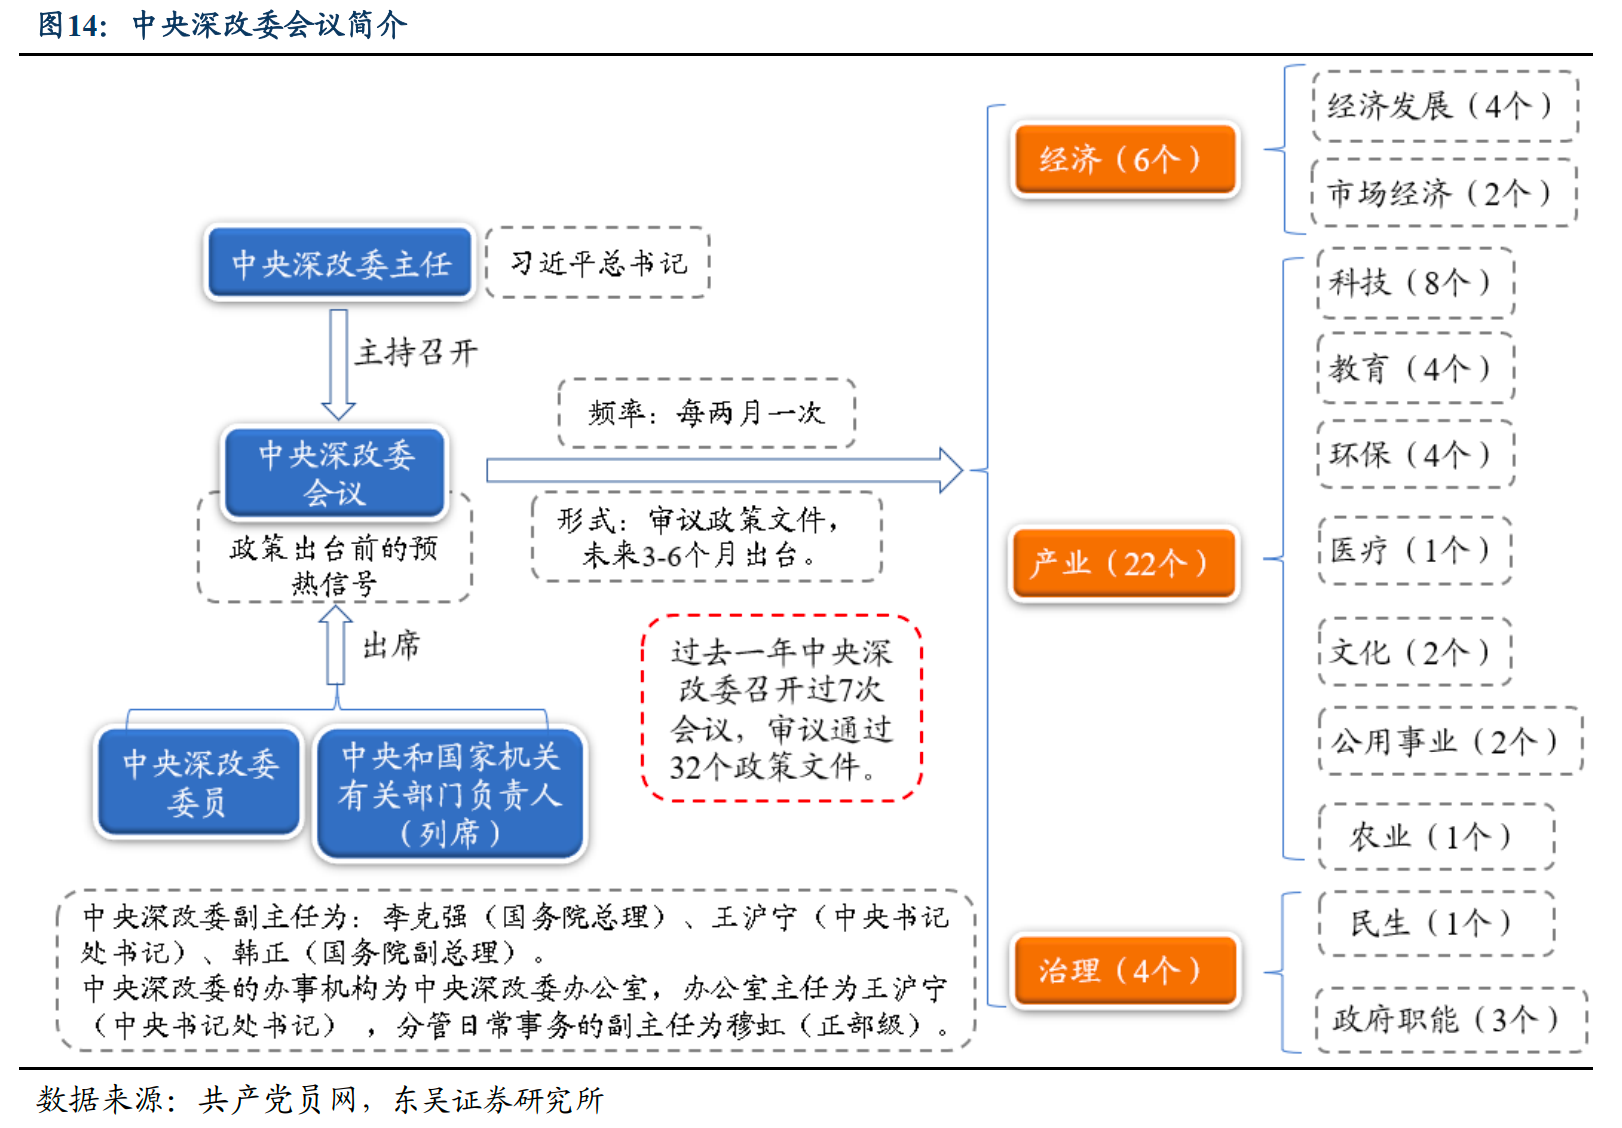 图14：中央深改委会议简介
中央深改委主任
习近平总书记
主持召开
中央深改委
会议
政策出台前的预
热信号
出席
中央深改委
委员
中央和国家机关
有关部门负责人
（列席）
频率：每两月一次
形式：审议政策文件，
未来3-6个月出台。
过去一年中央深
改委召开过7次
会议，审议通过
32个政策文件。
经济（6个）
经济发展（4个）
市场经济（2个）
产业（22个）
科技（8个）
教育（4个）
环保（4个）
医疗（1个）
文化（2个）
公用事业（2个）
农业（1个）
治理（4个）
民生（1个）
政府职能（3个）
中央深改委副主任为：李克强（国务院总理）、王沪宁（中央书记
处书记）、韩正（国务院副总理）。
中央深改委的办事机构为中央深改委办公室，办公室主任为王沪宁
（中央书记处书记），分管日常事务的副主任为穆虹（正部级）。
数据来源：共产党员网，东吴证券研究所